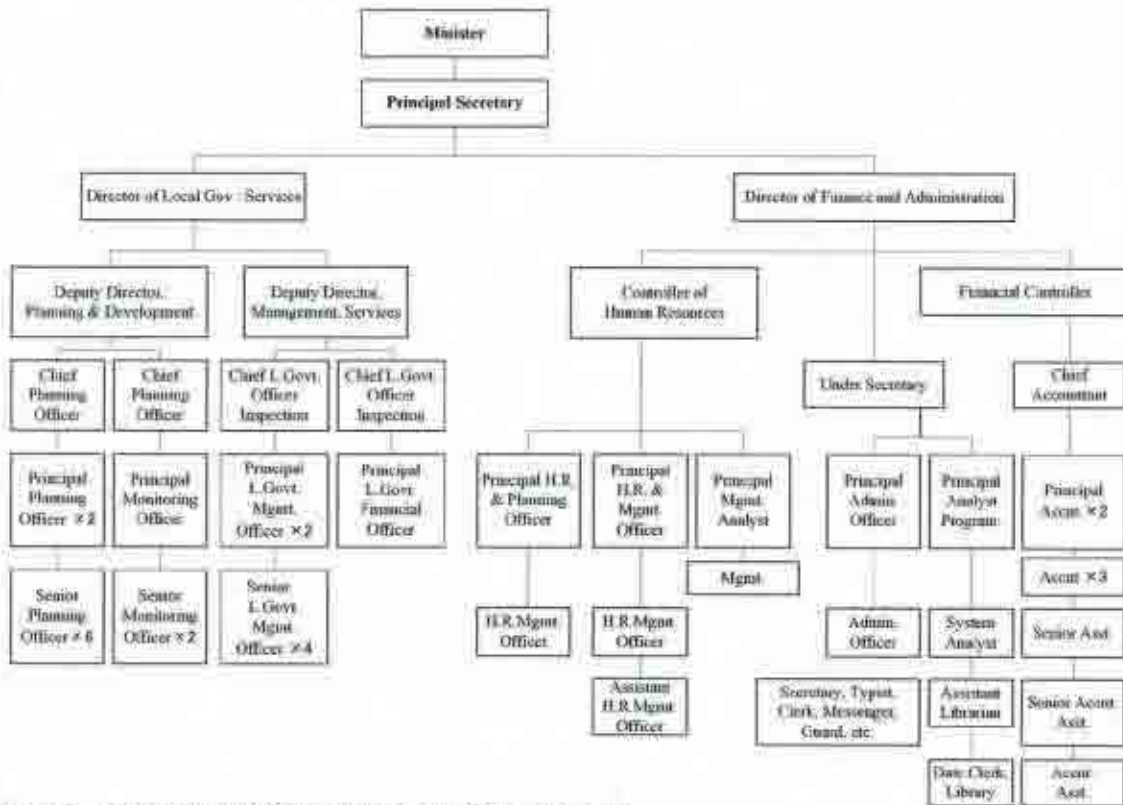 Minister
Principal Secretary
Director of Local Gov : Services
Director of Finance and Administration
Deputy Director,
Planning & Development
Deputy Director,
Management, Services
Controller of
Human Resources
Financial Controller
Chief
Planning
Officer
Chief
Planning
Officer
Chief L.Govt.
Officer
Inspection
Chief L.Govt.
Officer
Inspection
Under Secretary
Chief
Accountant
Principal
Planning
Officer ×2
Principal
Monitoring
Officer
Principal
L.Govt.
Mgmt.
Officer ×2
Principal
L.Govt
Financial
Officer
Principal H.R.
& Planning
Officer
Principal
H.R. &
Mgmt
Officer
Principal
Mgmt.
Analyst
Principal
Admin
Officer
Principal
Analyst
Program
Principal
Accnt ×2
Mgmt
Accnt ×3
Senior
Planning
Officer ×6
Senior
Monitoring
Officer ×2
Senior
L.Govt
Mgmt
Officer ×4
H.R.Mgmt
Officer
H.R.Mgmt
Officer
Admin.
Officer
System
Analyst
Senior Asst
Assistant
H.R.Mgmt
Officer
Secretary, Typist,
Clerk, Messenger,
Guard, etc
Assistant
Librarian
Senior Accnt.
Asst.
Date Clerk,
Library
Accnt
Asst.